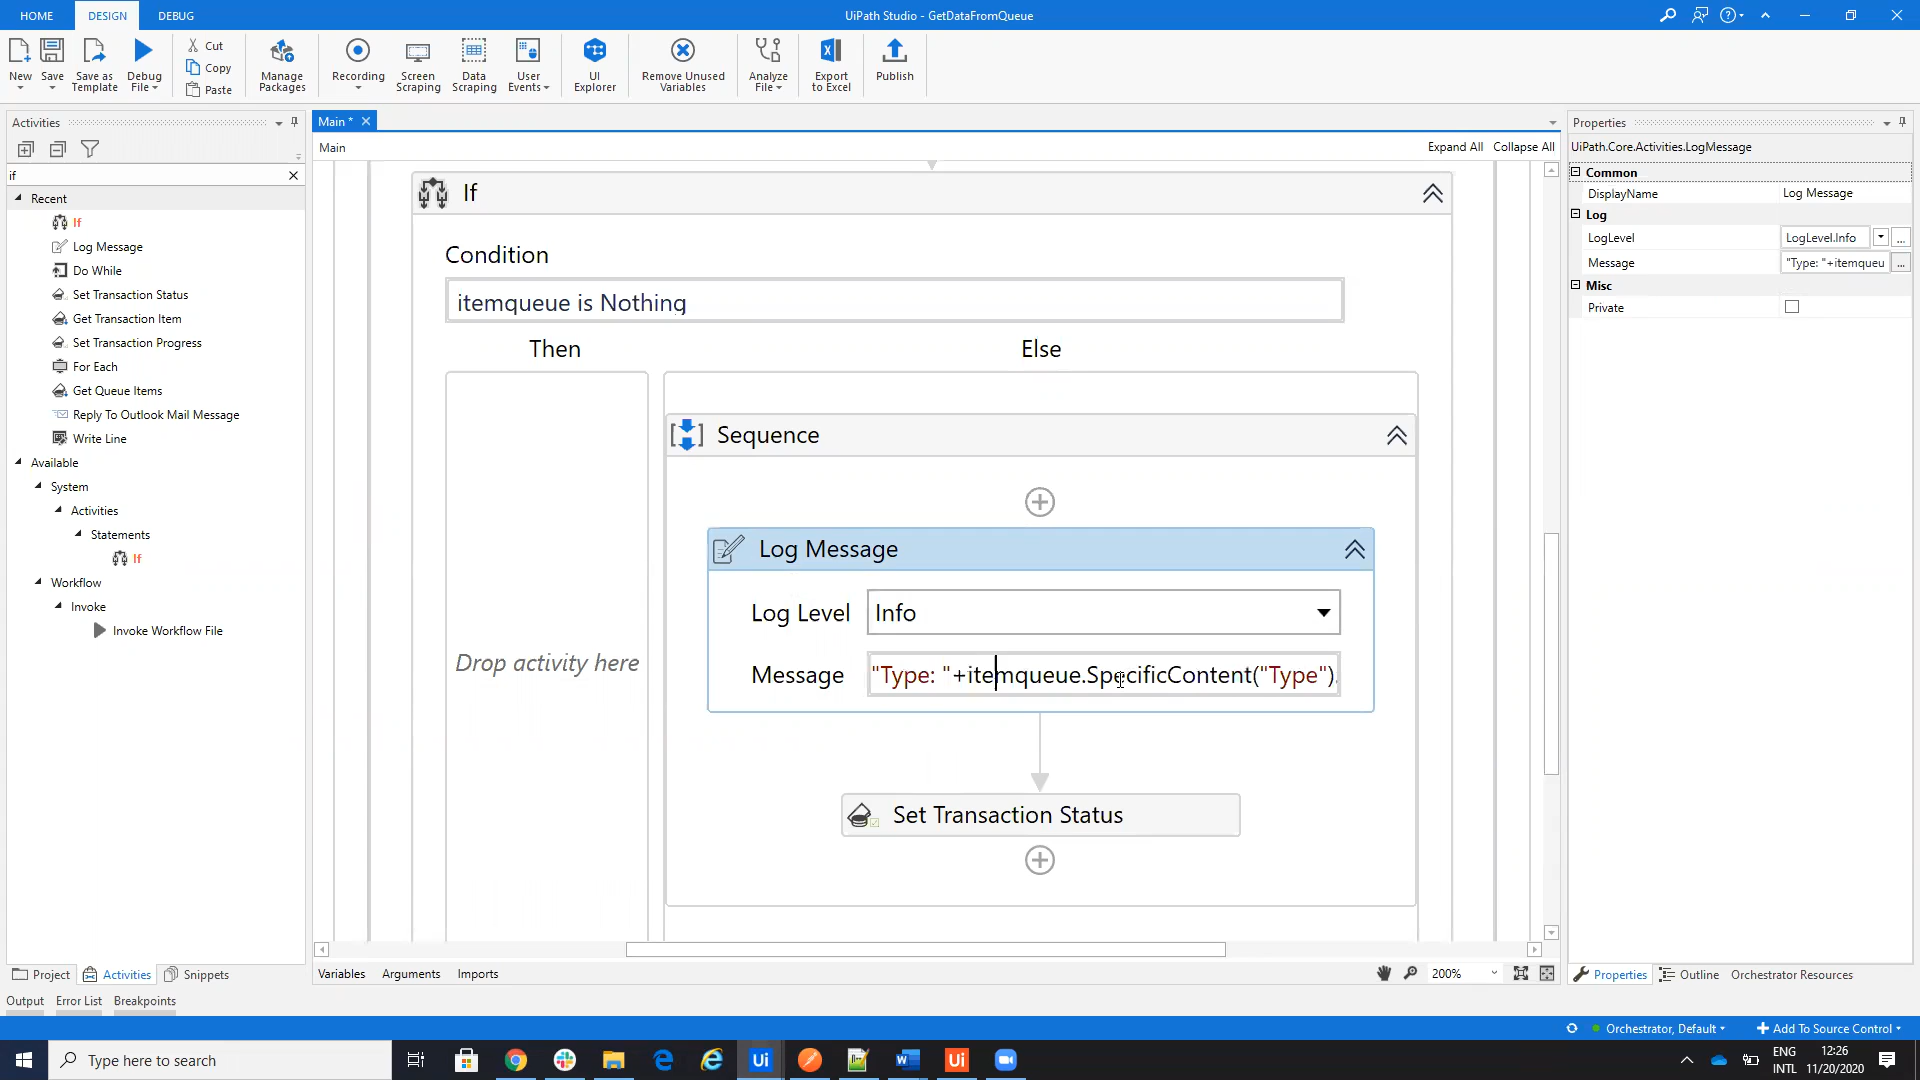 HOME DESIGN DEBUG UiPath Studio - GetDataFromQueue
New Save Save as Template Debug File Cut Copy Paste Manage Packages Recording Screen Scraping Data Scraping User Events UI Explorer Remove Unused Variables Analyze File Export to Excel Publish
Activities
if
Recent
If
Log Message
Do While
Set Transaction Status
Get Transaction Item
Set Transaction Progress
For Each
Get Queue Items
Reply To Outlook Mail Message
Write Line
Available
System
Activities
Statements
If
Workflow
Invoke
Invoke Workflow File
Project Activities Snippets
Main *
Main Expand All Collapse All
If
Condition
itemqueue is Nothing
Then Else
Drop activity here
Sequence
Log Message
Log Level Info
Message "Type: "+itemqueue.SpecificContent("Type").
Set Transaction Status
Variables Arguments Imports 200%
Properties
UiPath.Core.Activities.LogMessage
Common
DisplayName Log Message
Log
LogLevel LogLevel.Info ...
Message "Type: "+itemqueu ...
Misc
Private
Properties Outline Orchestrator Resources
Output Error List Breakpoints
Orchestrator, Default Add To Source Control
Type here to search Ui Ui ENG INTL 12:26 11/20/2020